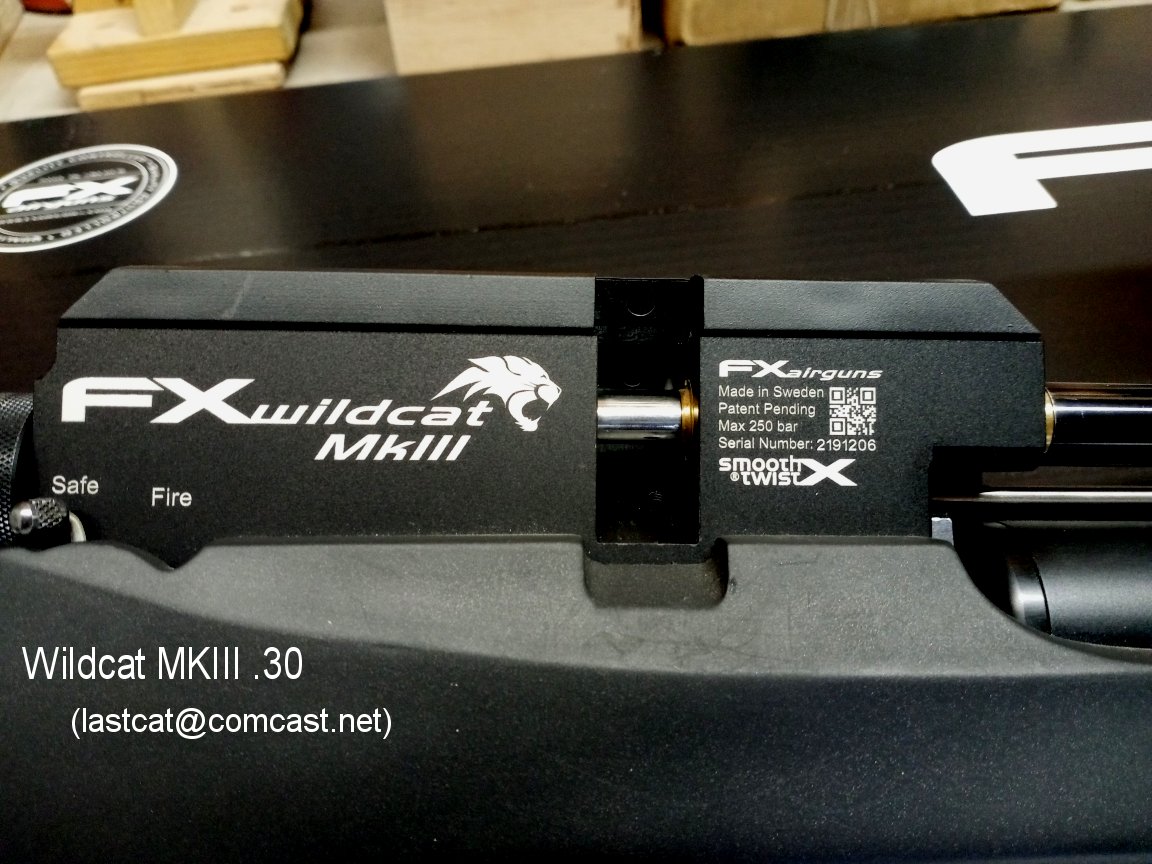 FX
F
FXwildcat
MkIII
Safe
Fire
FXairguns
Made in Sweden
Patent Pending
Max 250 bar
Serial Number: 2191206
smooth
®twistX
Wildcat MKIII .30
(lastcat@comcast.net)